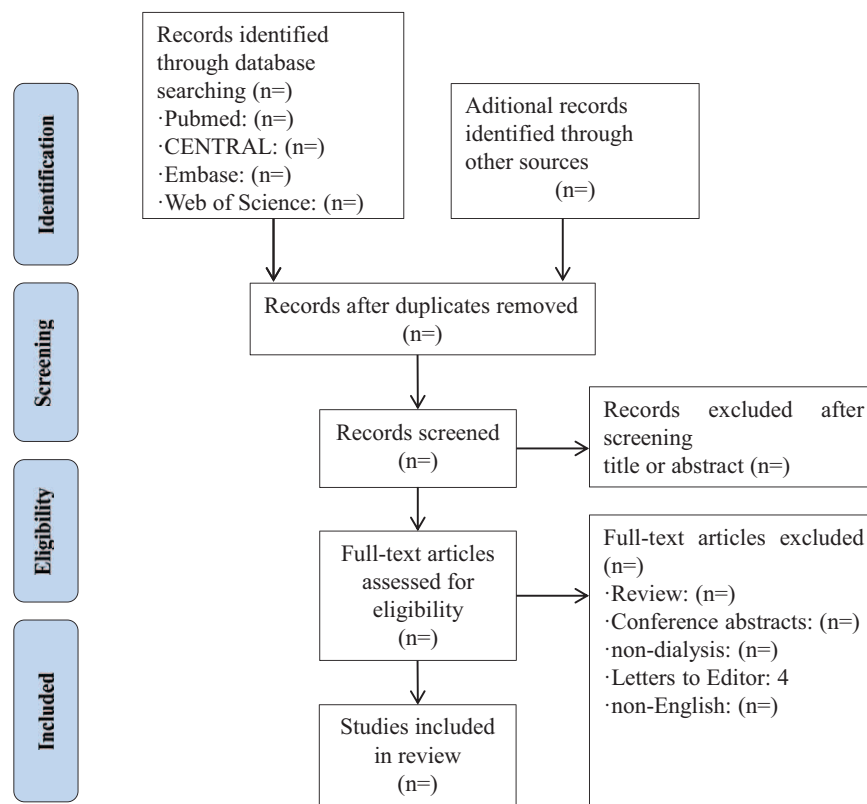 Identification
Records identified
through database
searching (n=)
·Pubmed: (n=)
·CENTRAL: (n=)
·Embase: (n=)
·Web of Science: (n=)
Aditional records
identified through
other sources
(n=)
Screening
Records after duplicates removed
(n=)
Records screened
(n=)
Records excluded after
screening
title or abstract (n=)
Eligibility
Full-text articles
assessed for
eligibility
(n=)
Full-text articles excluded
(n=)
·Review: (n=)
·Conference abstracts: (n=)
·non-dialysis: (n=)
·Letters to Editor: 4
·non-English: (n=)
Included
Studies included
in review
(n=)